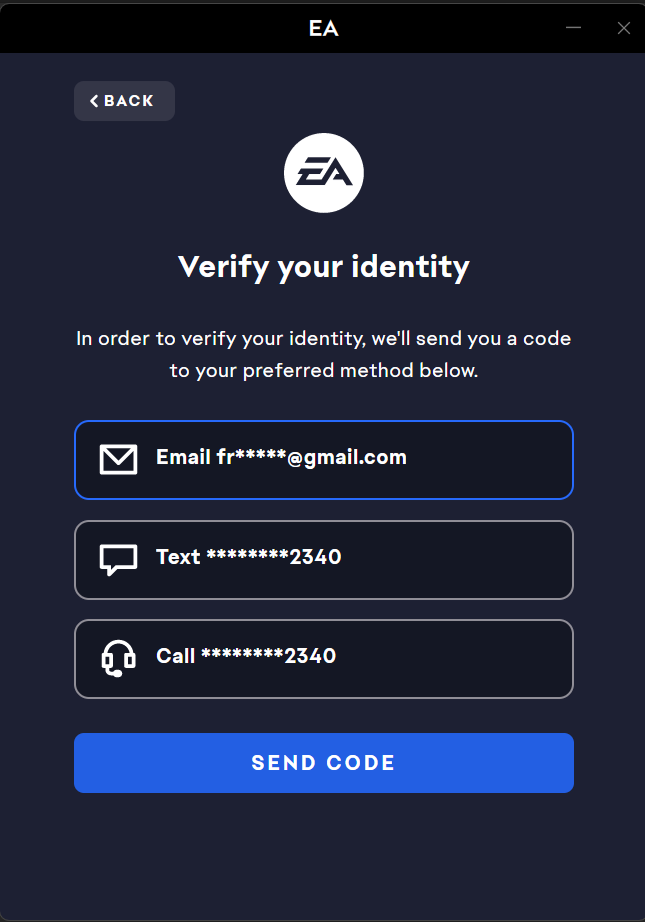 EA
BACK
EA
Verify your identity
In order to verify your identity, we'll send you a code
to your preferred method below.
Email fr*****@gmail.com
Text ********2340
Call ********2340
SEND CODE